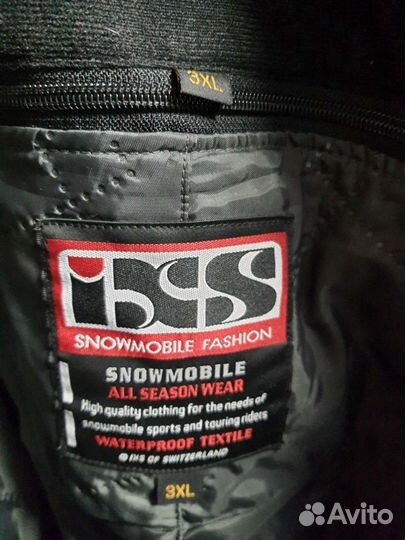 3XL
iXS
SNOWMOBILE FASHION
SNOWMOBILE
ALL SEASON WEAR
High quality clothing for the needs of
snowmobile sports and touring riders
WATERPROOF TEXTILE
© IXS OF SWITZERLAND
3XL
Avito